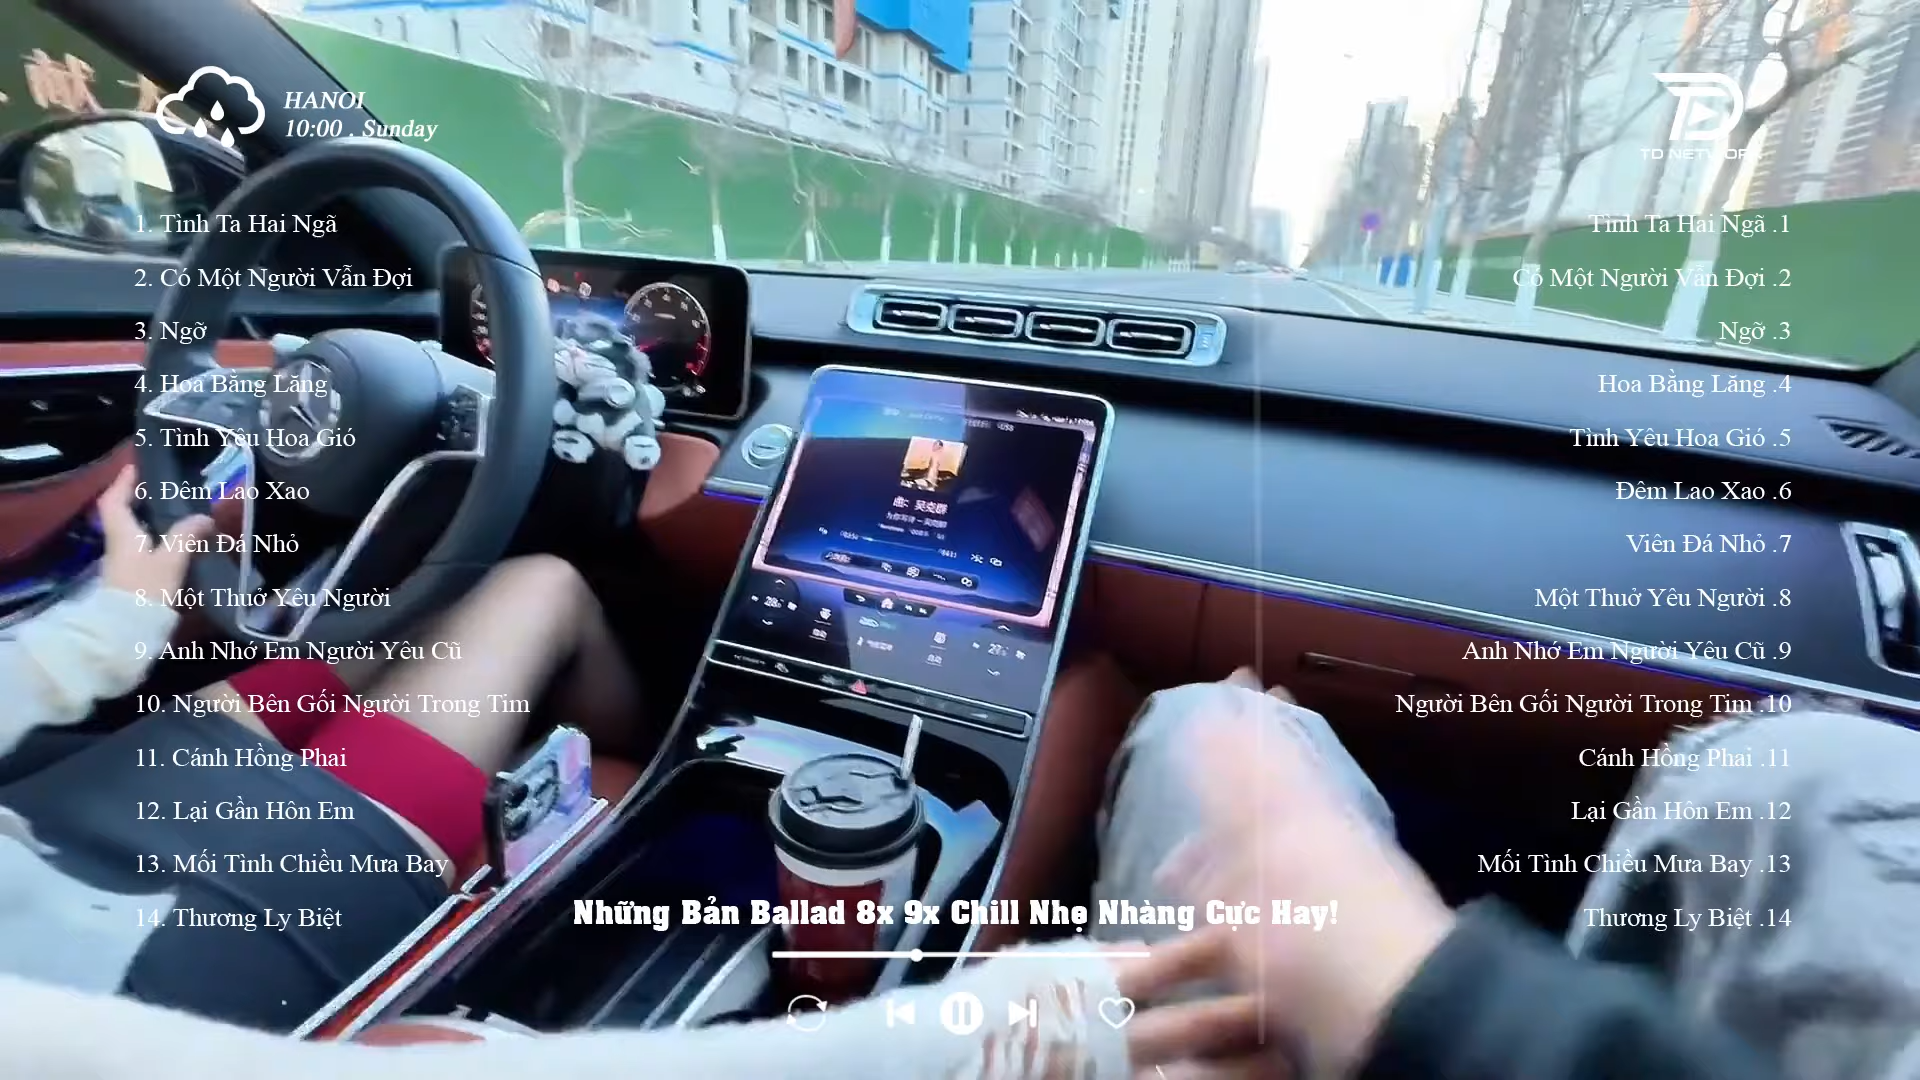 HANOI
10:00 . Sunday
TD NETWORK
1. Tình Ta Hai Ngã
2. Có Một Người Vẫn Đợi
3. Ngỡ
4. Hoa Bằng Lăng
5. Tình Yêu Hoa Gió
6. Đêm Lao Xao
7. Viên Đá Nhỏ
8. Một Thuở Yêu Người
9. Anh Nhớ Em Người Yêu Cũ
10. Người Bên Gối Người Trong Tim
11. Cánh Hồng Phai
12. Lại Gần Hôn Em
13. Mối Tình Chiều Mưa Bay
14. Thương Ly Biệt
Tình Ta Hai Ngã .1
Có Một Người Vẫn Đợi .2
Ngỡ .3
Hoa Bằng Lăng .4
Tình Yêu Hoa Gió .5
Đêm Lao Xao .6
Viên Đá Nhỏ .7
Một Thuở Yêu Người .8
Anh Nhớ Em Người Yêu Cũ .9
Người Bên Gối Người Trong Tim .10
Cánh Hồng Phai .11
Lại Gần Hôn Em .12
Mối Tình Chiều Mưa Bay .13
Thương Ly Biệt .14
Những Bản Ballad 8x 9x Chill Nhẹ Nhàng Cực Hay!